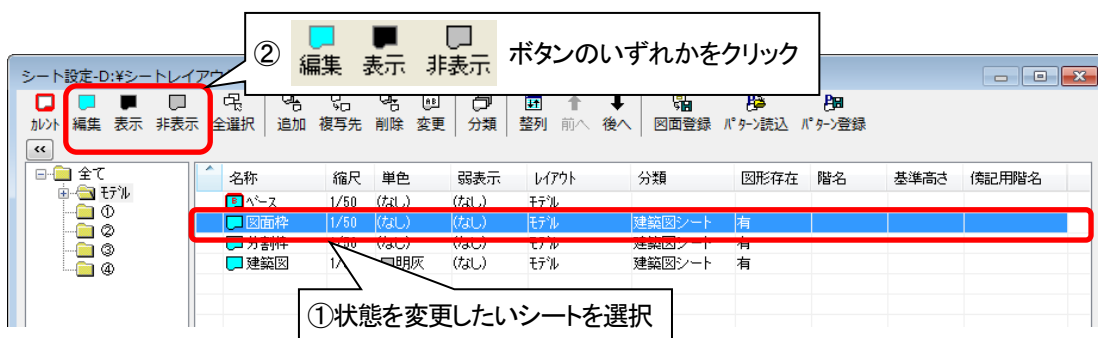 ② 編集 表示 非表示 ボタンのいずれかをクリック
シート設定-D:¥シートレイアウ
カレント 編集 表示 非表示 全選択 追加 複写先 削除 変更 分類 整列 前へ 後へ 図面登録 パターン読込 パターン登録
<<
全て
モデル
①
②
③
④
名称 縮尺 単色 弱表示 レイアウト 分類 図形存在 階名 基準高さ 傍記用階名
ベース 1/50 (なし) (なし) モデル
図面枠 1/50 (なし) (なし) モデル 建築図シート 有
分割枠 1/50 (なし) (なし) モデル 建築図シート 有
建築図 1/ 明灰 (なし) モデル 建築図シート 有
①状態を変更したいシートを選択